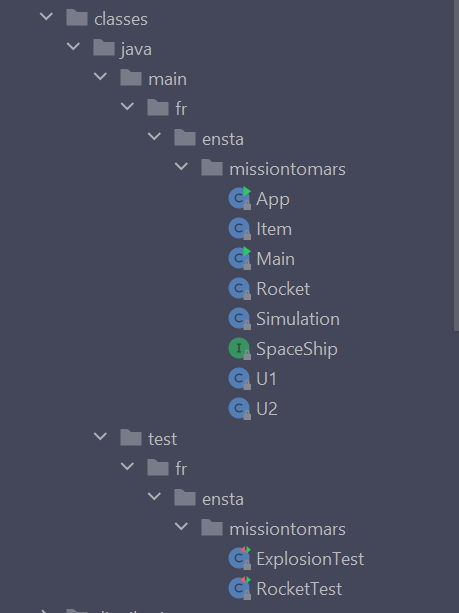 classes
java
main
fr
ensta
missiontomars
App
Item
Main
Rocket
Simulation
SpaceShip
U1
U2
test
fr
ensta
missiontomars
ExplosionTest
RocketTest